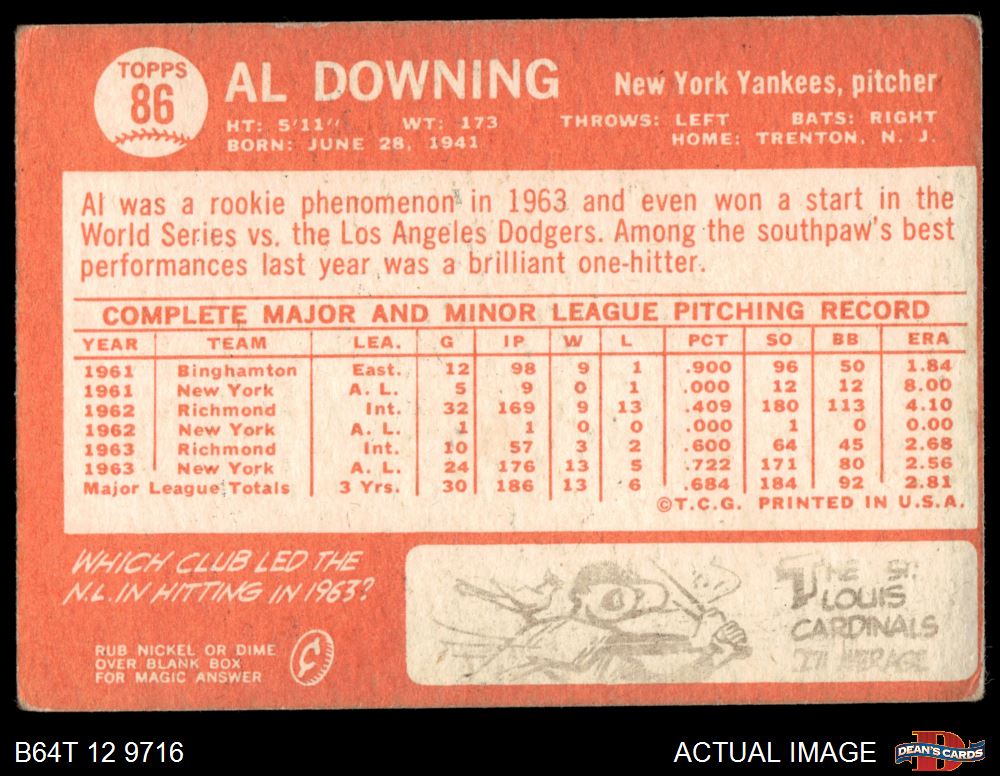 TOPPS
86
AL DOWNING
New York Yankees, pitcher
HT: 5'11" WT: 173 THROWS: LEFT BATS: RIGHT
BORN: JUNE 28, 1941 HOME: TRENTON, N. J.
Al was a rookie phenomenon in 1963 and even won a start in the
World Series vs. the Los Angeles Dodgers. Among the southpaw's best
performances last year was a brilliant one-hitter.
COMPLETE MAJOR AND MINOR LEAGUE PITCHING RECORD
YEAR TEAM LEA. G IP W L PCT SO BB ERA
1961 Binghamton East. 12 98 9 1 .900 96 50 1.84
1961 New York A. L. 5 9 0 1 .000 12 12 8.00
1962 Richmond Int. 32 169 9 13 .409 180 113 4.10
1962 New York A. L. 1 1 0 0 .000 1 0 0.00
1963 Richmond Int. 10 57 3 2 .600 64 45 2.68
1963 New York A. L. 24 176 13 5 .722 171 80 2.56
Major League Totals 3 Yrs. 30 186 13 6 .684 184 92 2.81
©T.C.G. PRINTED IN U.S.A.
WHICH CLUB LED THE
N.L. IN HITTING IN 1963?
RUB NICKEL OR DIME
OVER BLANK BOX
FOR MAGIC ANSWER
¢
THE ST.
LOUIS
CARDINALS
AVERAGE
B64T 12 9716
ACTUAL IMAGE
DEAN'S CARDS